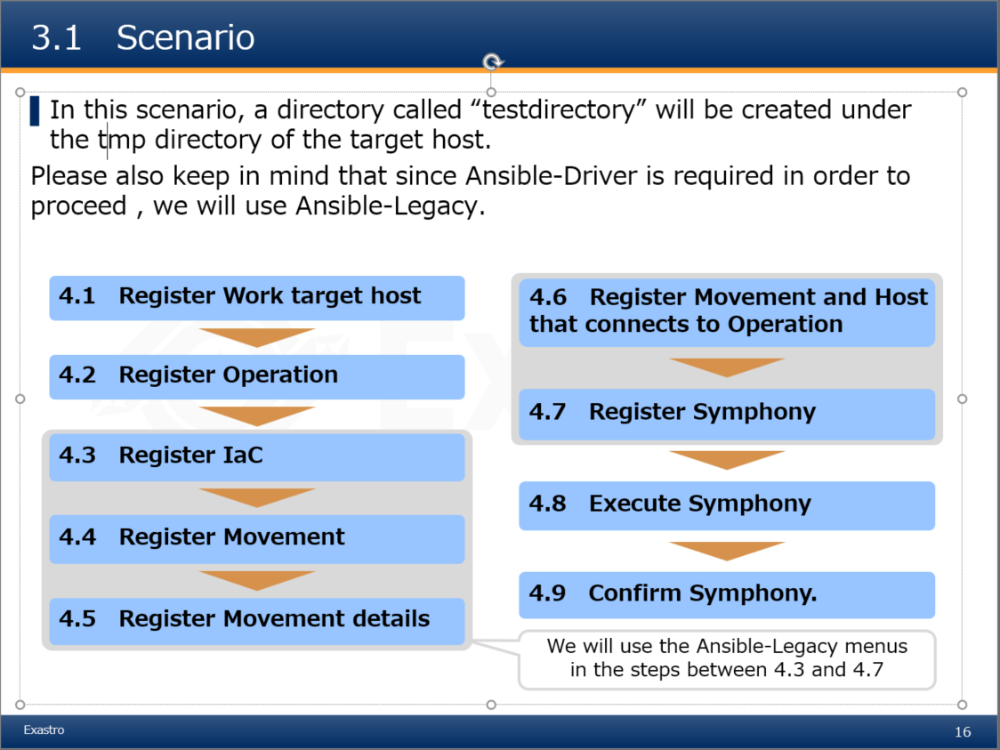 3.1 Scenario
In this scenario, a directory called “testdirectory” will be created under
the tmp directory of the target host.
Please also keep in mind that since Ansible-Driver is required in order to
proceed , we will use Ansible-Legacy.
4.1 Register Work target host
4.2 Register Operation
4.3 Register IaC
4.4 Register Movement
4.5 Register Movement details
4.6 Register Movement and Host
that connects to Operation
4.7 Register Symphony
4.8 Execute Symphony
4.9 Confirm Symphony.
We will use the Ansible-Legacy menus
in the steps between 4.3 and 4.7
Exastro
16